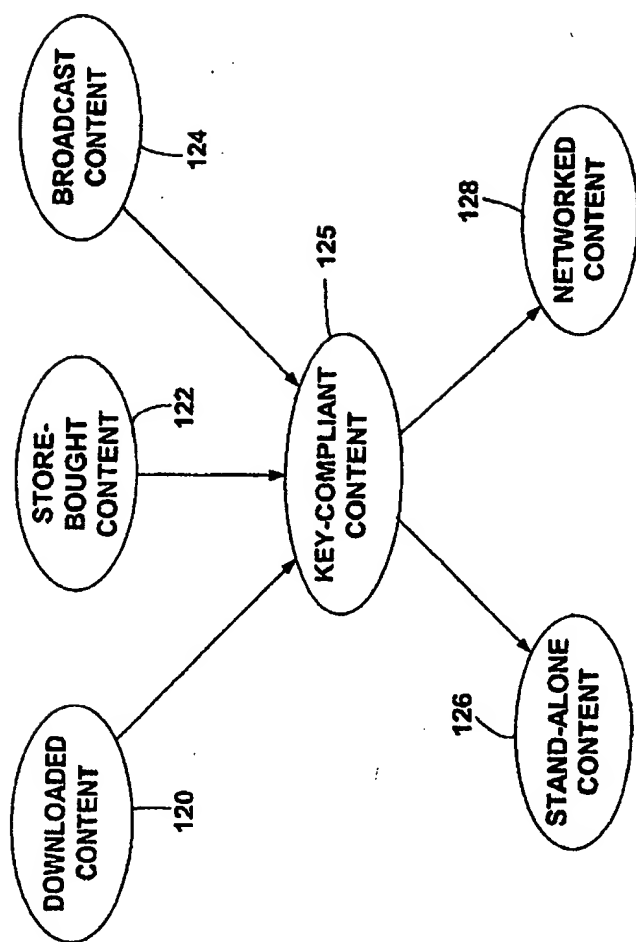 DOWNLOADED
CONTENT
120
STORE-
BOUGHT
CONTENT
122
BROADCAST
CONTENT
124
KEY-COMPLIANT
CONTENT
125
STAND-ALONE
CONTENT
126
NETWORKED
CONTENT
128